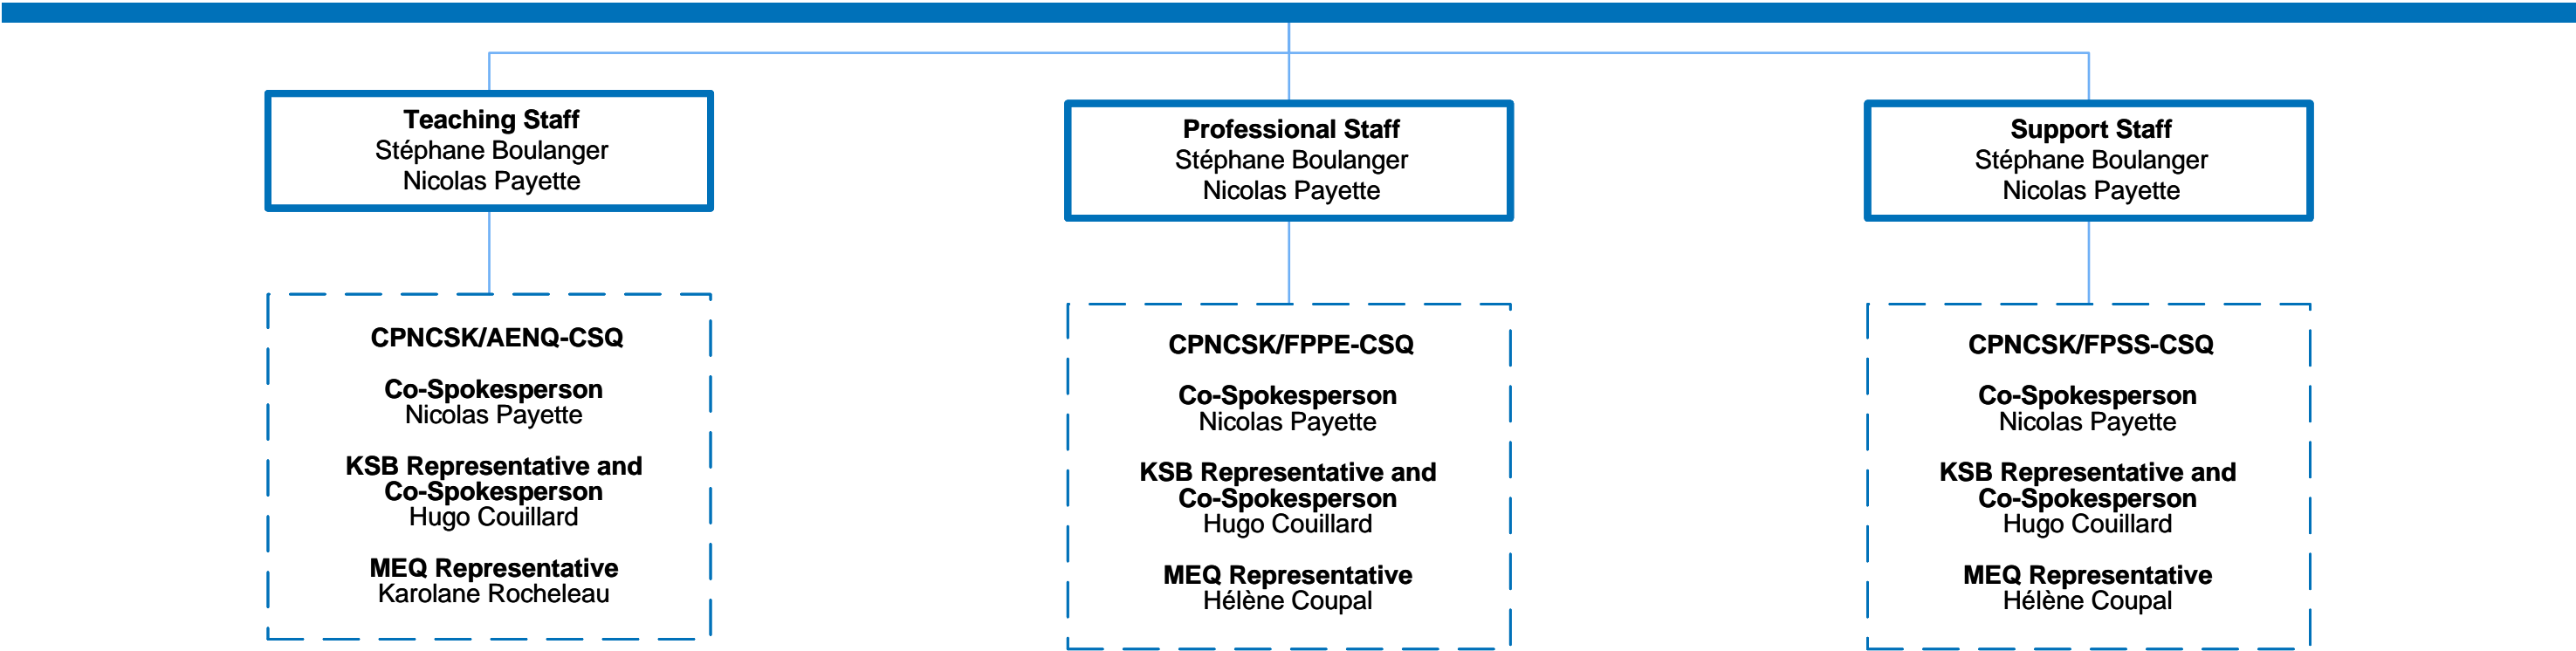 Teaching Staff
Stéphane Boulanger
Nicolas Payette
CPNCSK/AENQ-CSQ
Co-Spokesperson
Nicolas Payette
KSB Representative and
Co-Spokesperson
Hugo Couillard
MEQ Representative
Karolane Rocheleau
Professional Staff
Stéphane Boulanger
Nicolas Payette
CPNCSK/FPPE-CSQ
Co-Spokesperson
Nicolas Payette
KSB Representative and
Co-Spokesperson
Hugo Couillard
MEQ Representative
Hélène Coupal
Support Staff
Stéphane Boulanger
Nicolas Payette
CPNCSK/FPSS-CSQ
Co-Spokesperson
Nicolas Payette
KSB Representative and
Co-Spokesperson
Hugo Couillard
MEQ Representative
Hélène Coupal